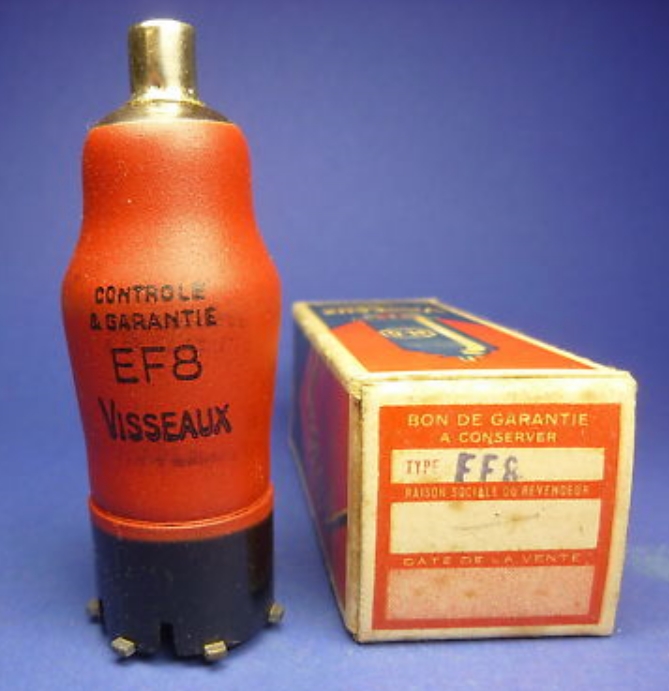 CONTROLE
& GARANTIE
EF8
VISSEAUX
BON DE GARANTIE
A CONSERVER
TYPE EF8
RAISON SOCIALE DU REVENDEUR
DATE DE LA VENTE